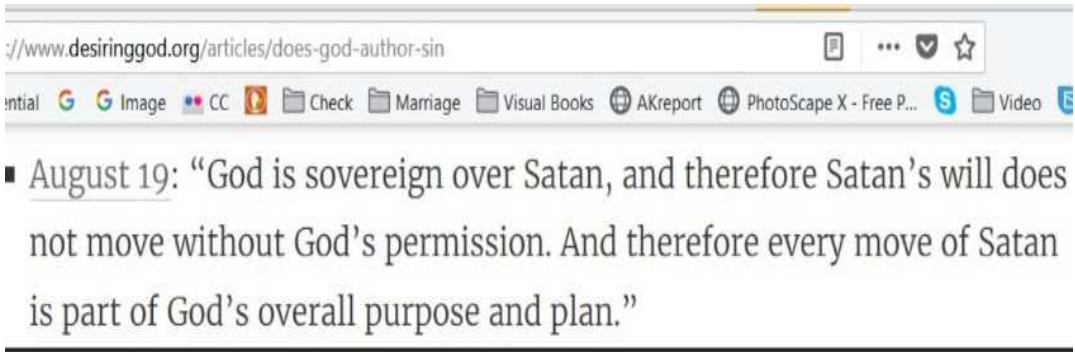 ://www.desiringgod.org/articles/does-god-author-sin
ential G Image CC Check Marriage Visual Books AKreport PhotoScape X - Free P... Video
August 19: “God is sovereign over Satan, and therefore Satan’s will does
not move without God’s permission. And therefore every move of Satan
is part of God’s overall purpose and plan.”